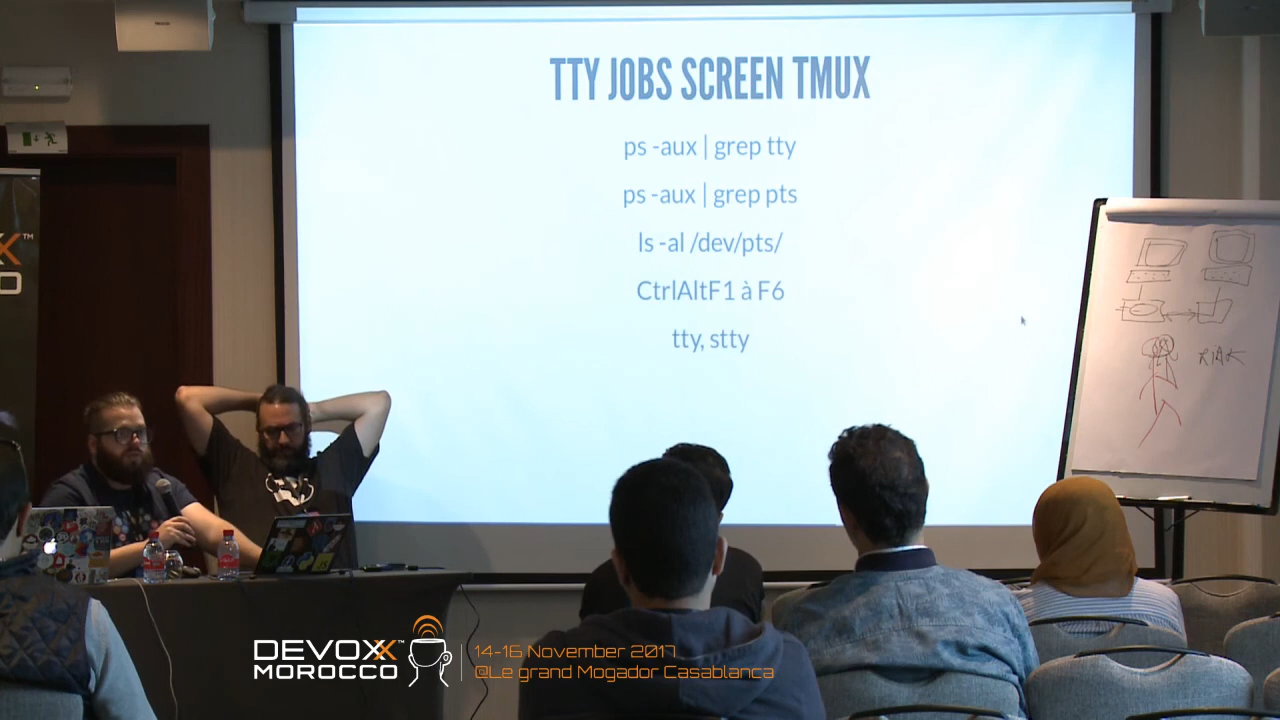 TTY JOBS SCREEN TMUX
ps -aux | grep tty
ps -aux | grep pts
ls -al /dev/pts/
CtrlAltF1 à F6
tty, stty
RIAK
DEVOXX™
MOROCCO
14-16 November 2017
@Le grand Mogador Casablanca